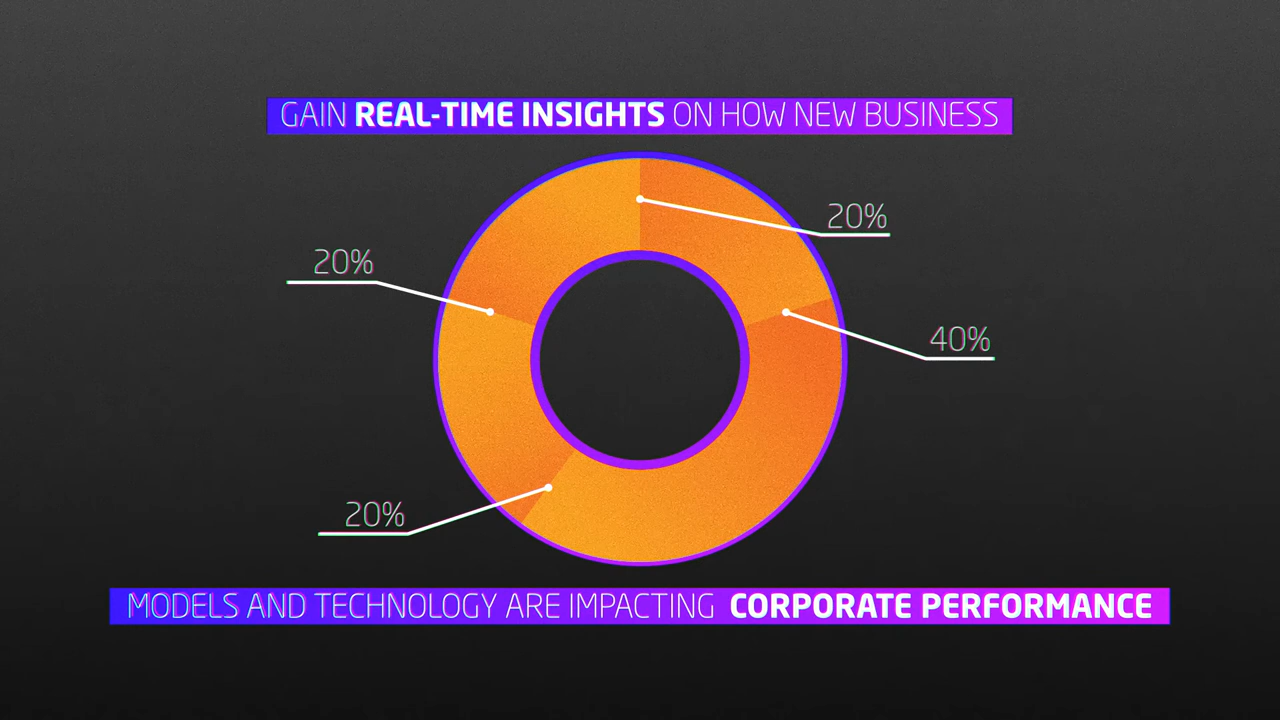 GAIN REAL-TIME INSIGHTS ON HOW NEW BUSINESS
20%
20%
40%
20%
MODELS AND TECHNOLOGY ARE IMPACTING CORPORATE PERFORMANCE